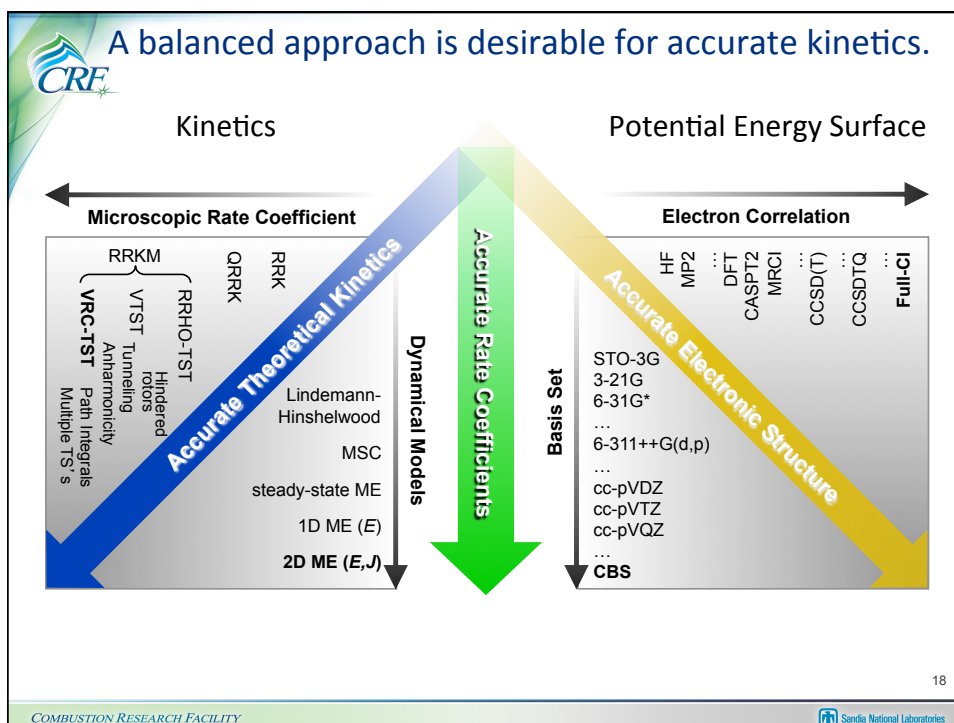 A balanced approach is desirable for accurate kinetics.
CRF
Kinetics
Potential Energy Surface
Microscopic Rate Coefficient
Electron Correlation
RRKM
VRC-TST
VTST
RRHO-TST
QRRK
RRK
Multiple TS's
Path Integrals
Anharmonicity
Tunneling
Hindered
rotors
Accurate Theoretical Kinetics
Lindemann-
Hinshelwood
MSC
steady-state ME
1D ME (E)
2D ME (E,J)
Dynamical Models
Accurate Rate Coefficients
Basis Set
HF
MP2
...
DFT
CASPT2
MRCI
...
CCSD(T)
...
CCSDTQ
...
Full-CI
Accurate Electronic Structure
STO-3G
3-21G
6-31G*
...
6-311++G(d,p)
...
cc-pVDZ
cc-pVTZ
cc-pVQZ
...
CBS
18
COMBUSTION RESEARCH FACILITY
Sandia National Laboratories